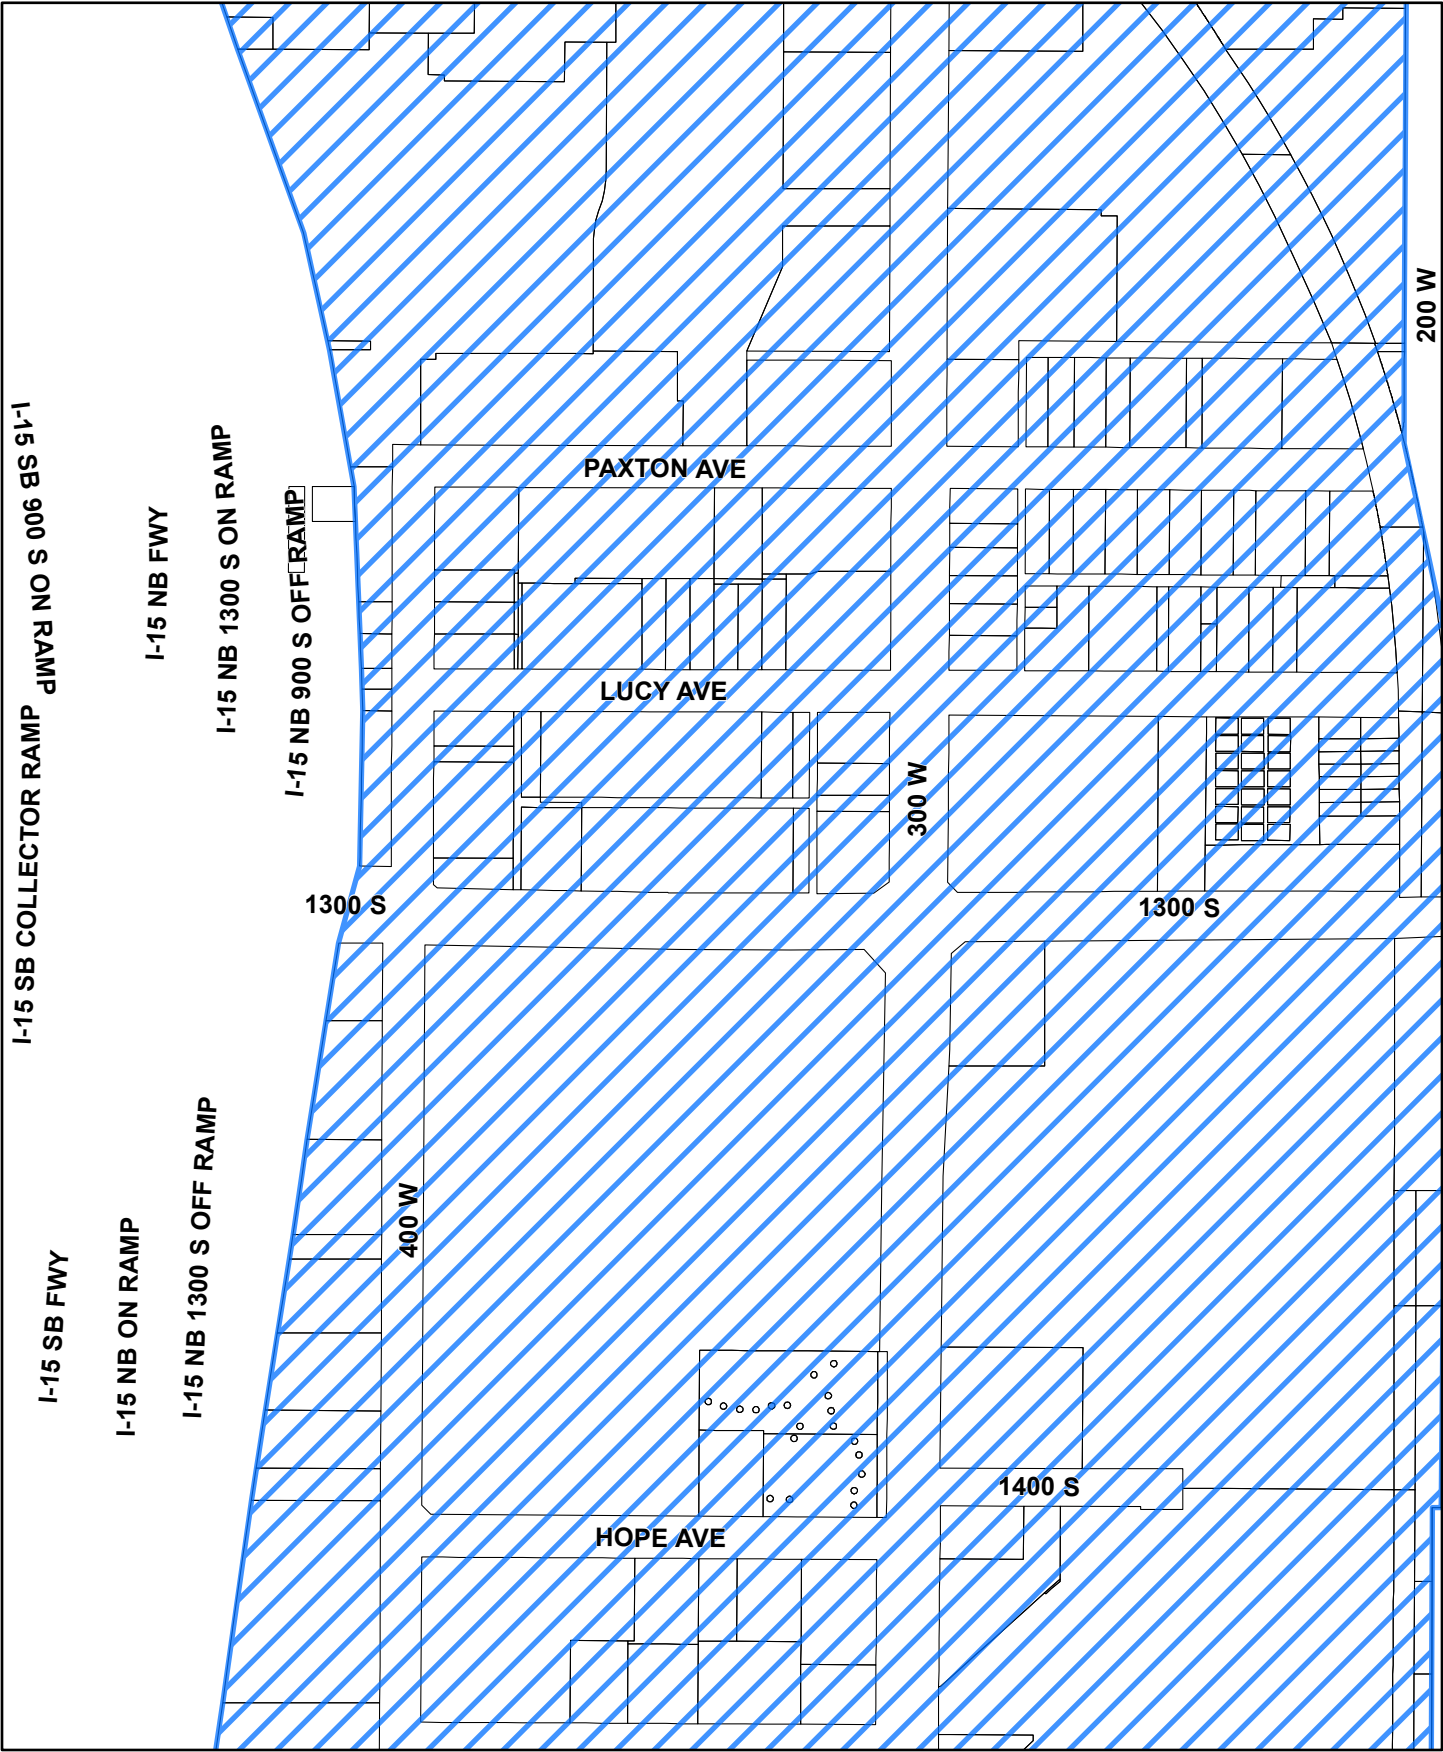 200 W
I-15 SB 900 S ON RAMP
I-15 NB FWY
I-15 NB 1300 S ON RAMP
I-15 NB 900 S OFF RAMP
PAXTON AVE
LUCY AVE
I-15 SB COLLECTOR RAMP
300 W
1300 S
1300 S
I-15 SB FWY
I-15 NB ON RAMP
I-15 NB 1300 S OFF RAMP
400 W
1400 S
HOPE AVE